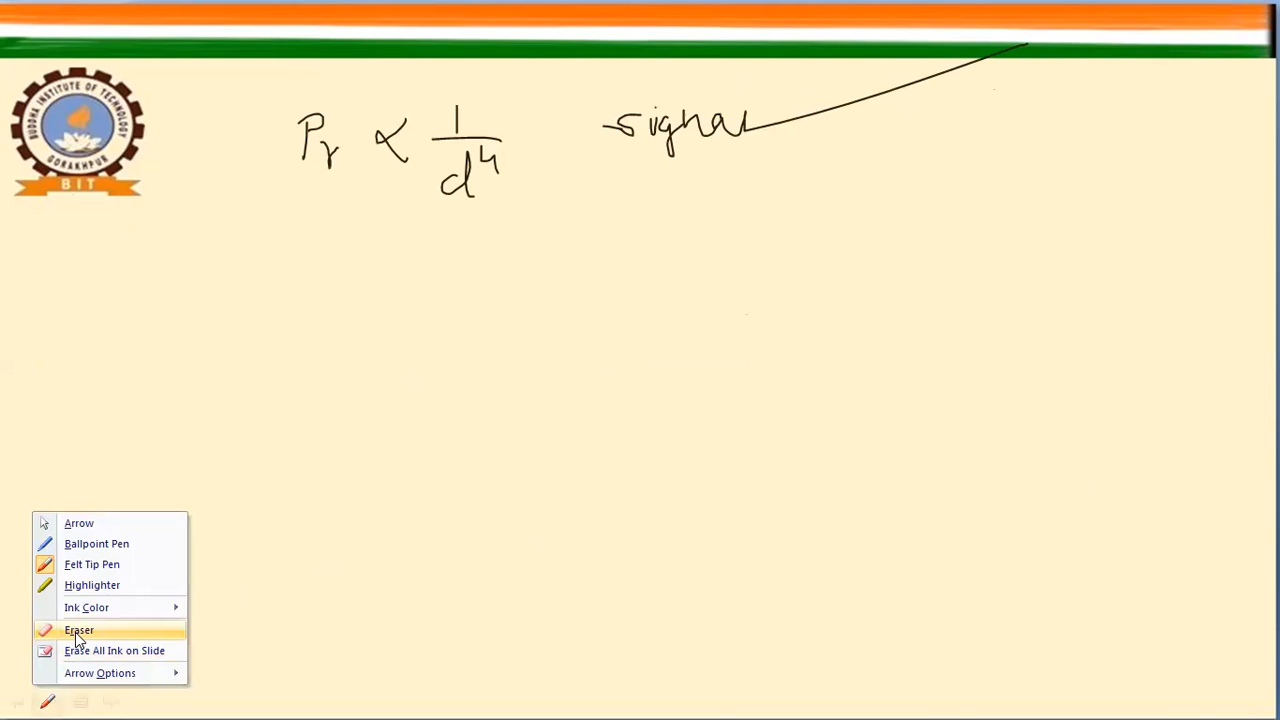 BUDDHA INSTITUTE OF TECHNOLOGY
GORAKHPUR
BIT
Pr ∝ 1/d⁴
signal
Arrow
Ballpoint Pen
Felt Tip Pen
Highlighter
Ink Color
Eraser
Erase All Ink on Slide
Arrow Options